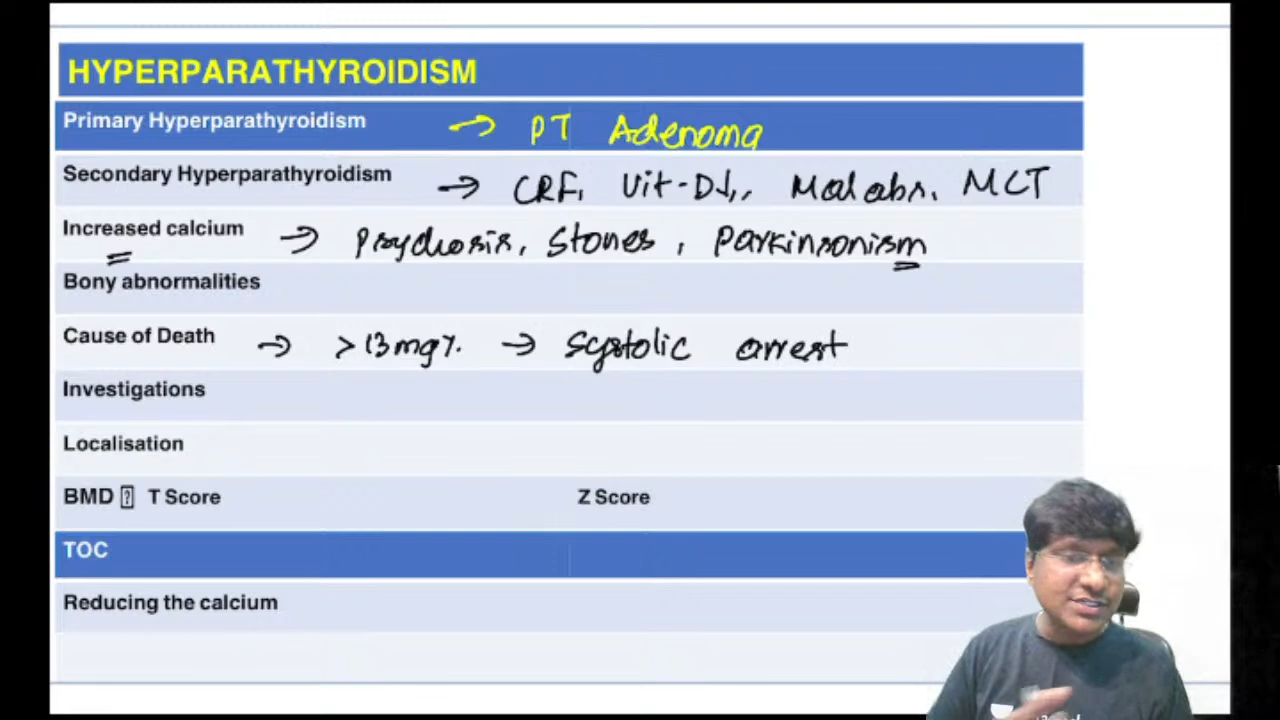 HYPERPARATHYROIDISM
Primary Hyperparathyroidism → PT Adenoma
Secondary Hyperparathyroidism → CRF, Vit-D↓, Malabs, MCT
Increased calcium → Psychosis, Stones, Parkinsonism
Bony abnormalities
Cause of Death → >13mg% → Systolic arrest
Investigations
Localisation
BMD T Score Z Score
TOC
Reducing the calcium